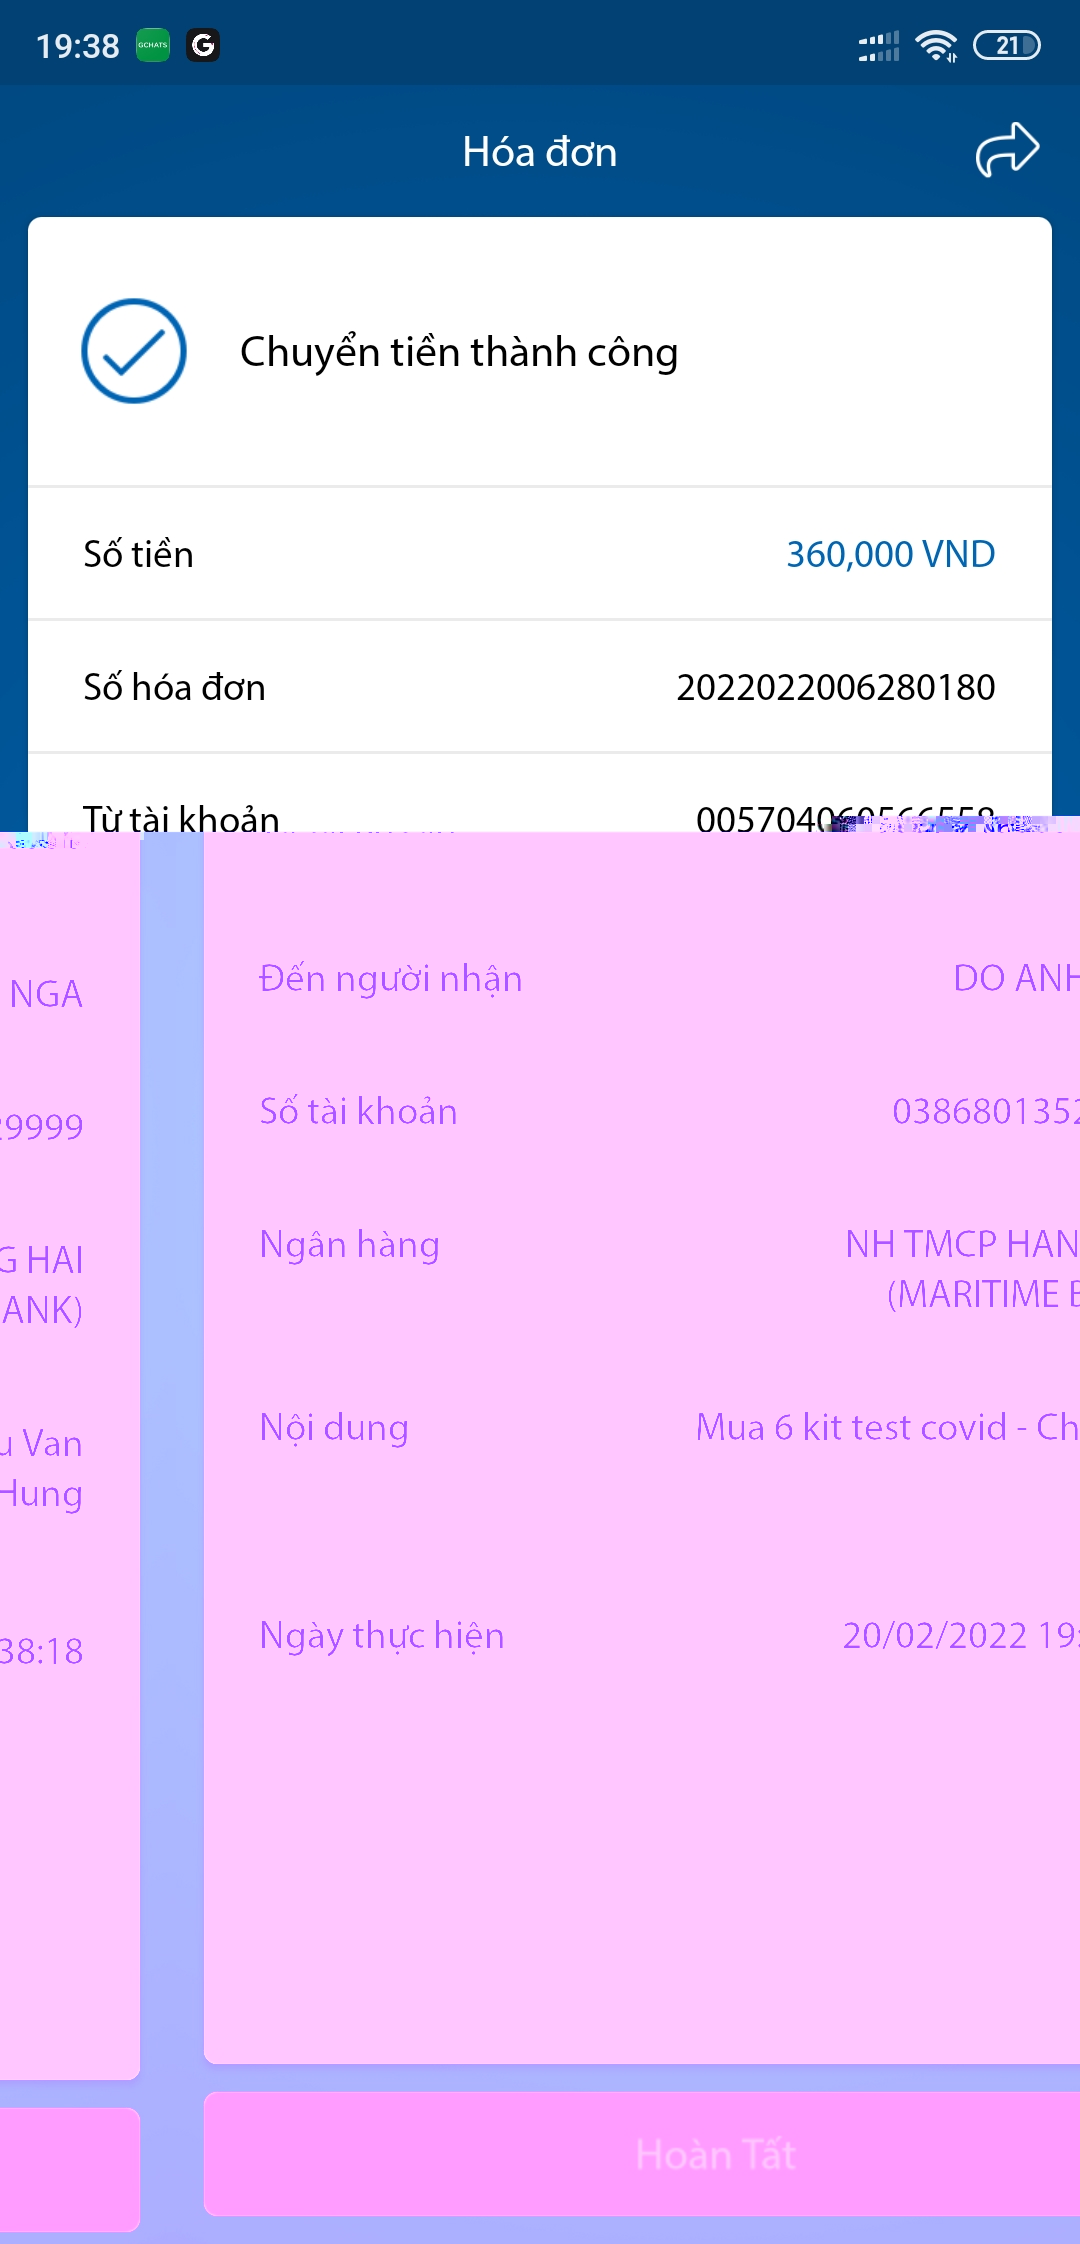 19:38
GCHATS
G
21
Hóa đơn
Chuyển tiền thành công
Số tiền
360,000 VND
Số hóa đơn
2022022006280180
Từ tài khoản
005704060566558
Đến người nhận
DO ANH
NGA
Số tài khoản
0386801352
9999
Ngân hàng
NH TMCP HAN
G HAI
(MARITIME B
ANK)
Nội dung
Mua 6 kit test covid - Ch
u Van
Hung
Ngày thực hiện
20/02/2022 19:
38:18
Hoàn Tất